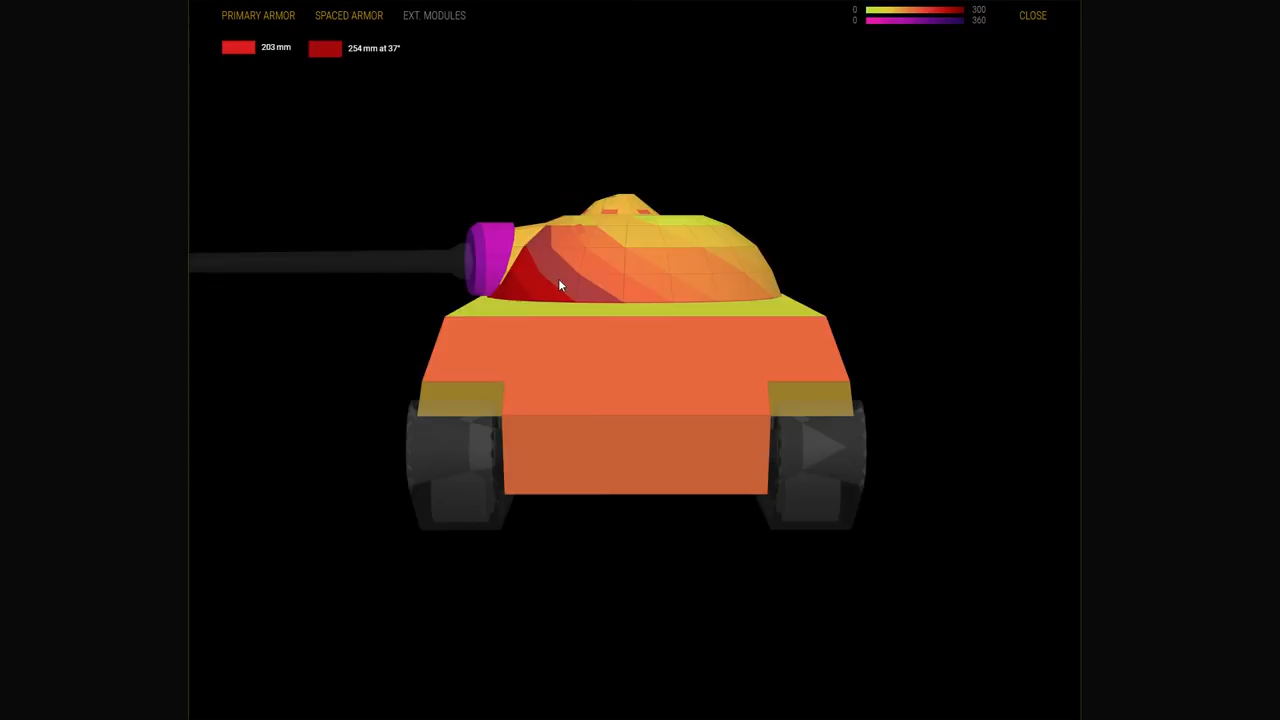 PRIMARY ARMOR SPACED ARMOR EXT. MODULES 0 300 CLOSE
0 360
203 mm 254 mm at 37°